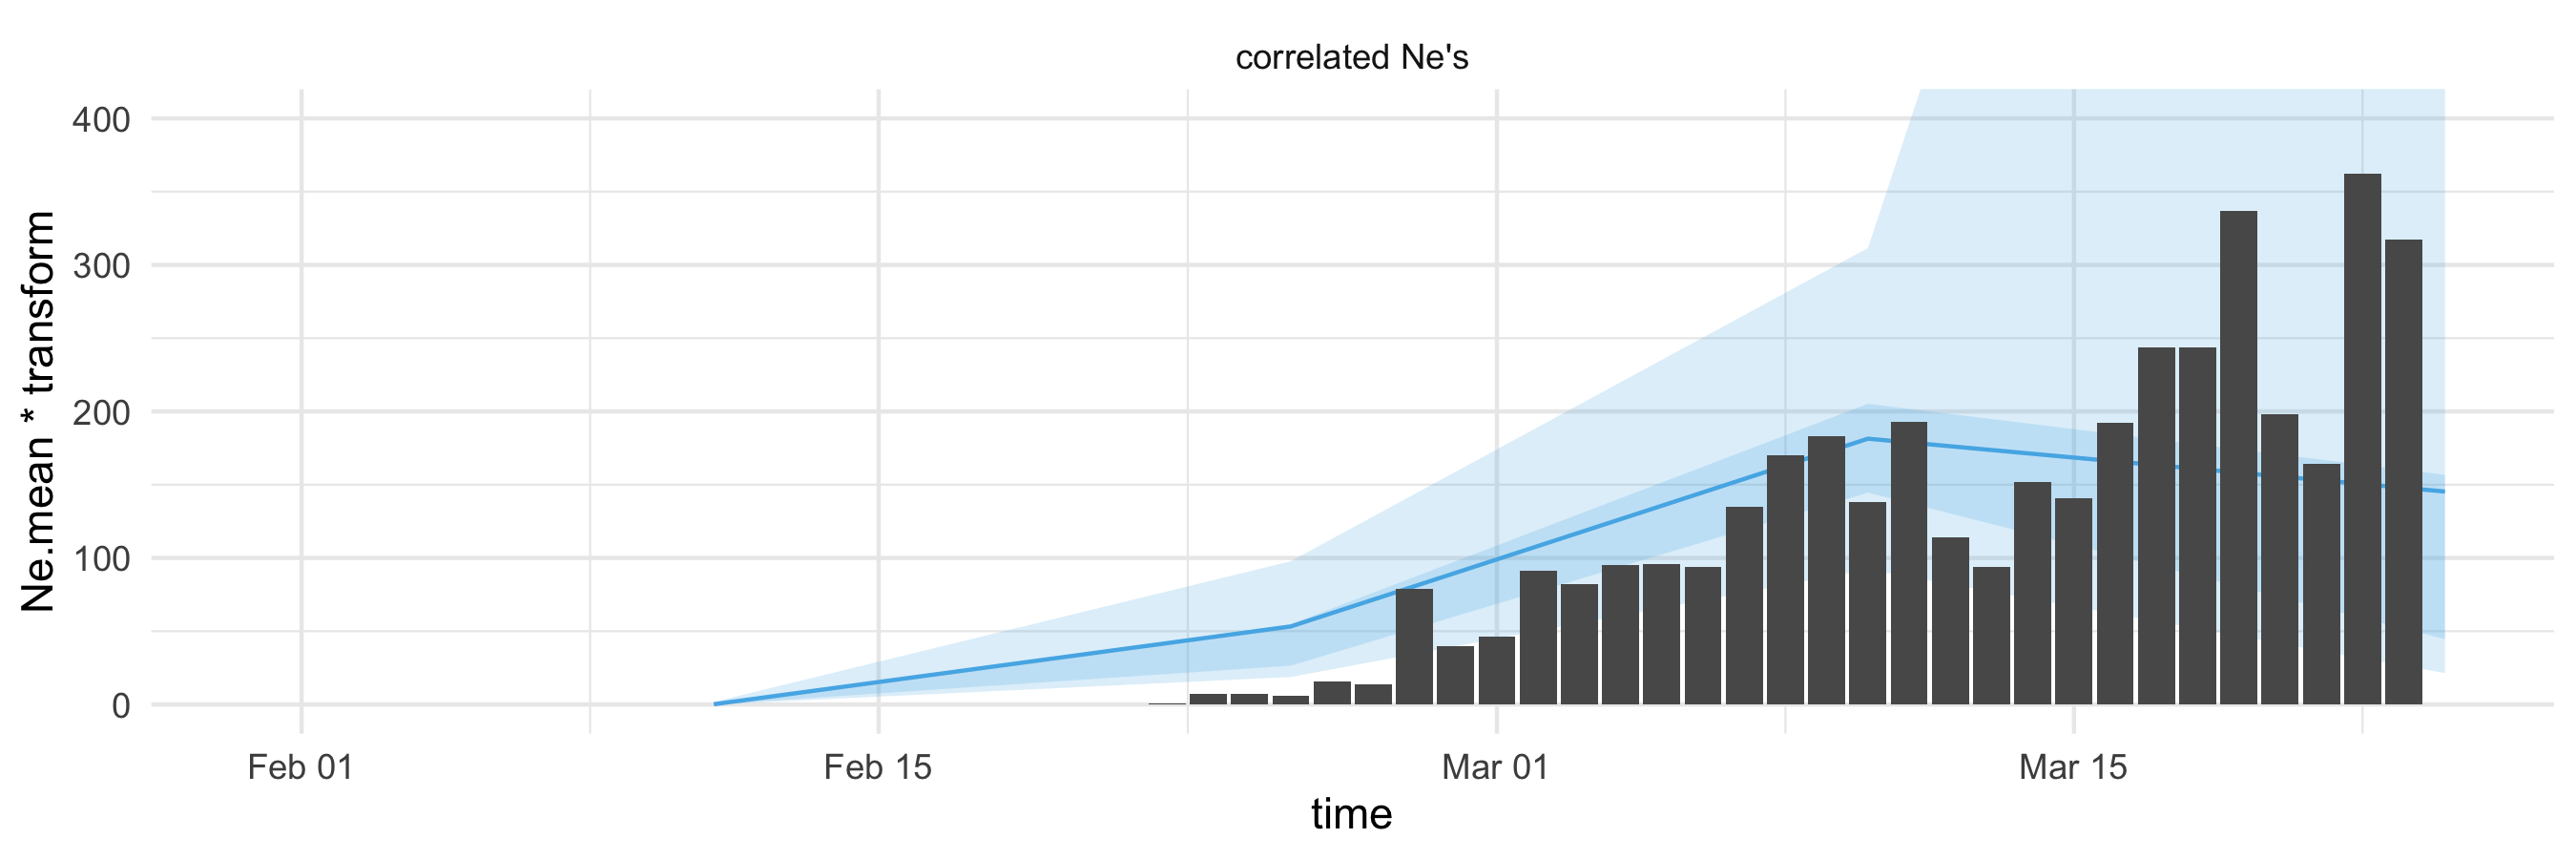 correlated Ne's
Ne.mean * transform
400
300
200
100
0
Feb 01
Feb 15
Mar 01
Mar 15
time